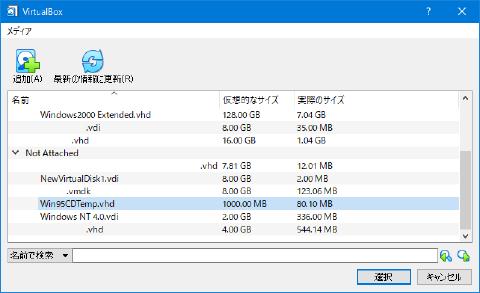 VirtualBox
メディア
追加(A) 最新の情報に更新(R)
名前 仮想的なサイズ 実際のサイズ
Windows2000 Extended.vhd 128.00 GB 7.04 GB
.vdi 8.00 GB 35.00 MB
.vhd 16.00 GB 1.04 GB
Not Attached
.vhd 7.81 GB 12.01 MB
NewVirtualDisk1.vdi 8.00 GB 2.00 MB
.vmdk 8.00 GB 123.06 MB
Win95CDTemp.vhd 1000.00 MB 80.10 MB
Windows NT 4.0.vdi 2.00 GB 336.00 MB
.vhd 4.00 GB 544.14 MB
名前で検索
選択 キャンセル